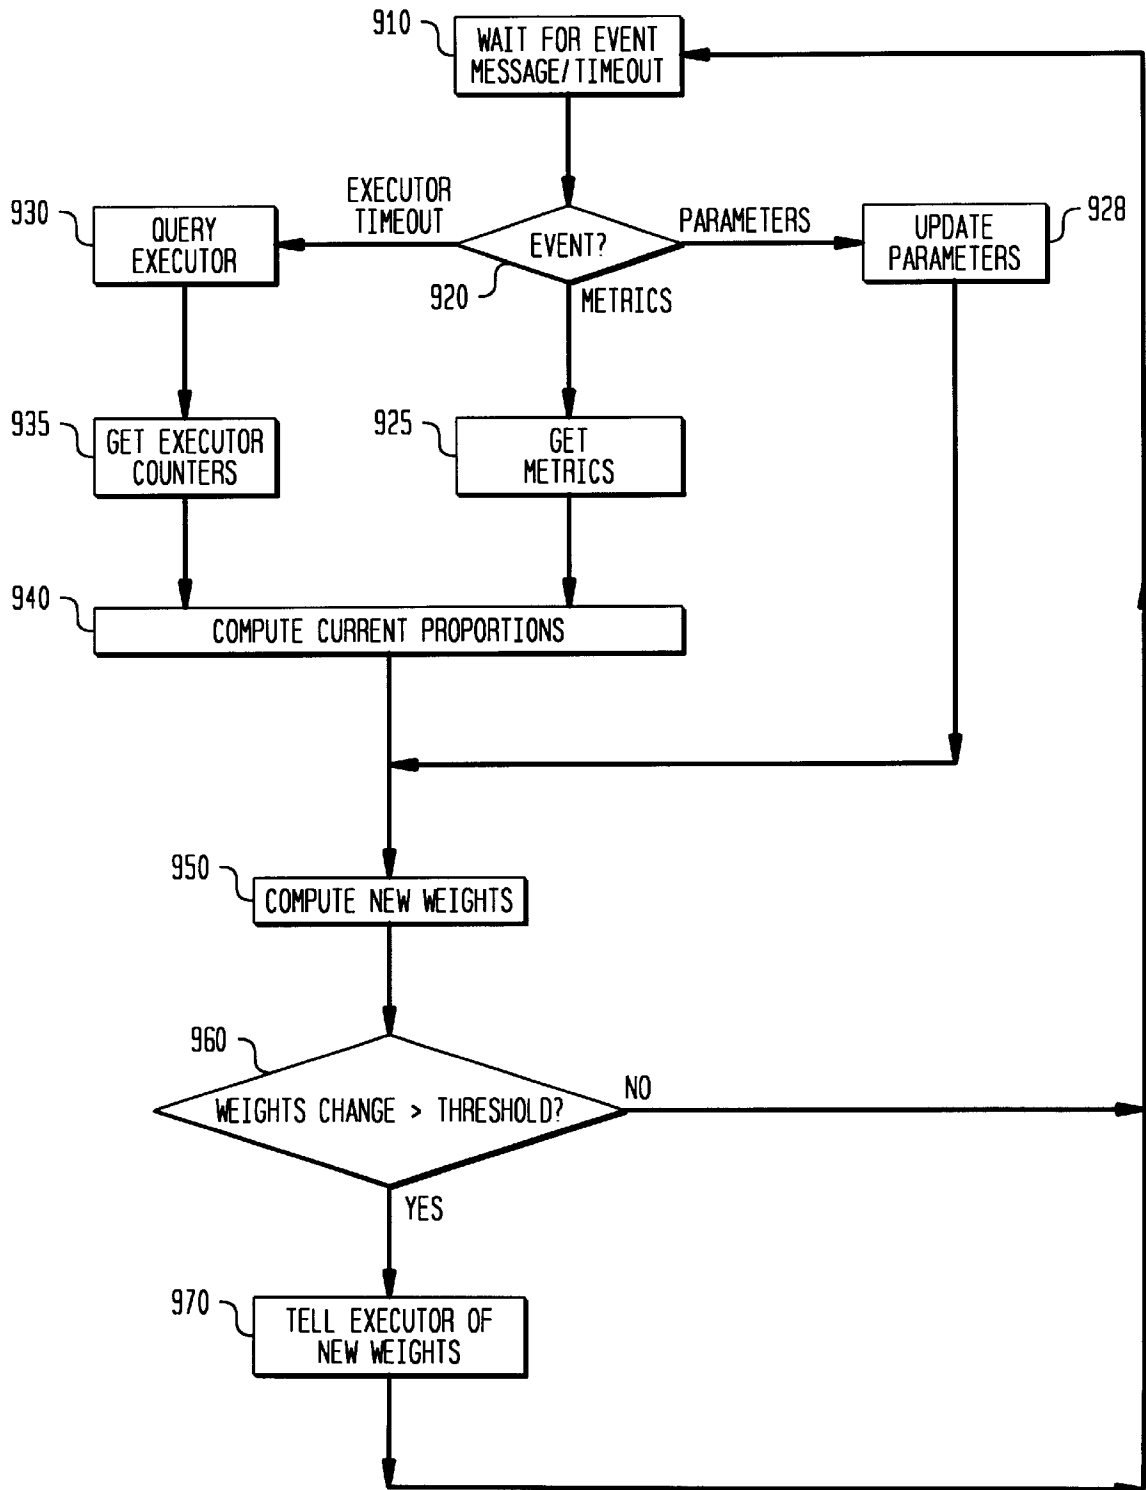 910
WAIT FOR EVENT
MESSAGE/TIMEOUT
EXECUTOR
TIMEOUT
930
QUERY
EXECUTOR
EVENT?
920
PARAMETERS
UPDATE
PARAMETERS
928
METRICS
935
GET EXECUTOR
COUNTERS
925
GET
METRICS
940
COMPUTE CURRENT PROPORTIONS
950
COMPUTE NEW WEIGHTS
960
WEIGHTS CHANGE > THRESHOLD?
NO
YES
970
TELL EXECUTOR OF
NEW WEIGHTS